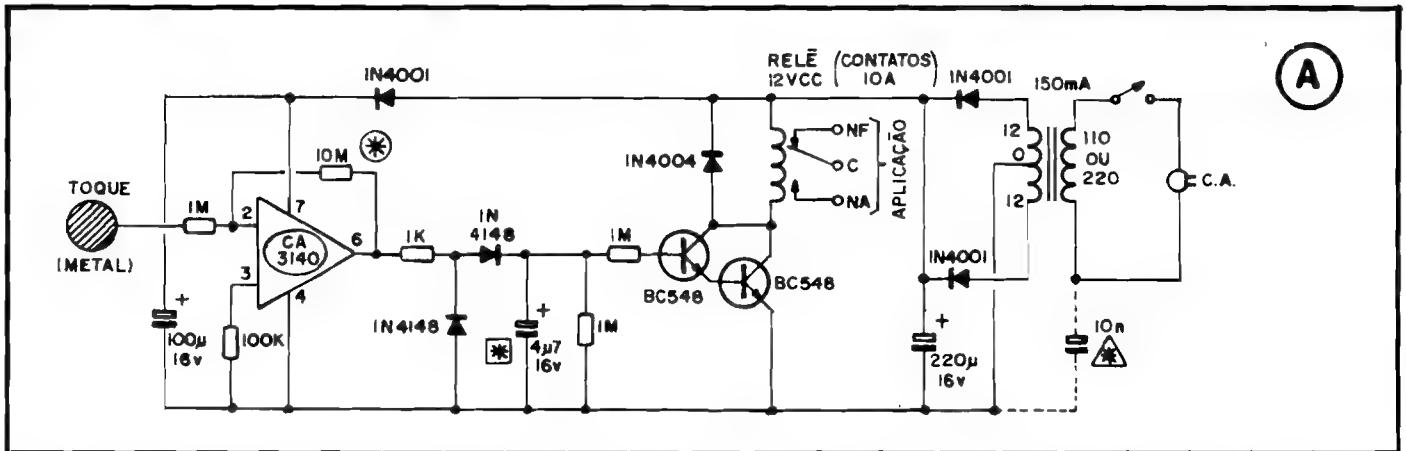 A
RELÊ (CONTATOS)
12VCC 10A
1N4001
1N4001
150mA
10M
TOQUE
(METAL)
1M
2
7
CA
3140
6
3
4
1K
1N
4148
1M
1N4004
NF
C
NA
APLICAÇÃO
12
0
12
110
OU
220
C.A.
1N4001
BC548
BC548
+
100µ
16v
100K
1N4148
+
4µ7
16v
1M
+
220µ
16v
10n